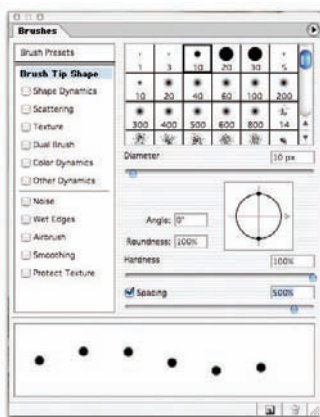 Brushes
Brush Presets
Brush Tip Shape
Shape Dynamics
Scattering
Texture
Dual Brush
Color Dynamics
Other Dynamics
Noise
Wet Edges
Airbrush
Smoothing
Protect Texture
1 3 10 20 30 5
10 20 40 60 100 200
300 400 500 600 800 14
Diameter 10 px
Angle: 0°
Roundness: 100%
Hardness 100%
Spacing 500%